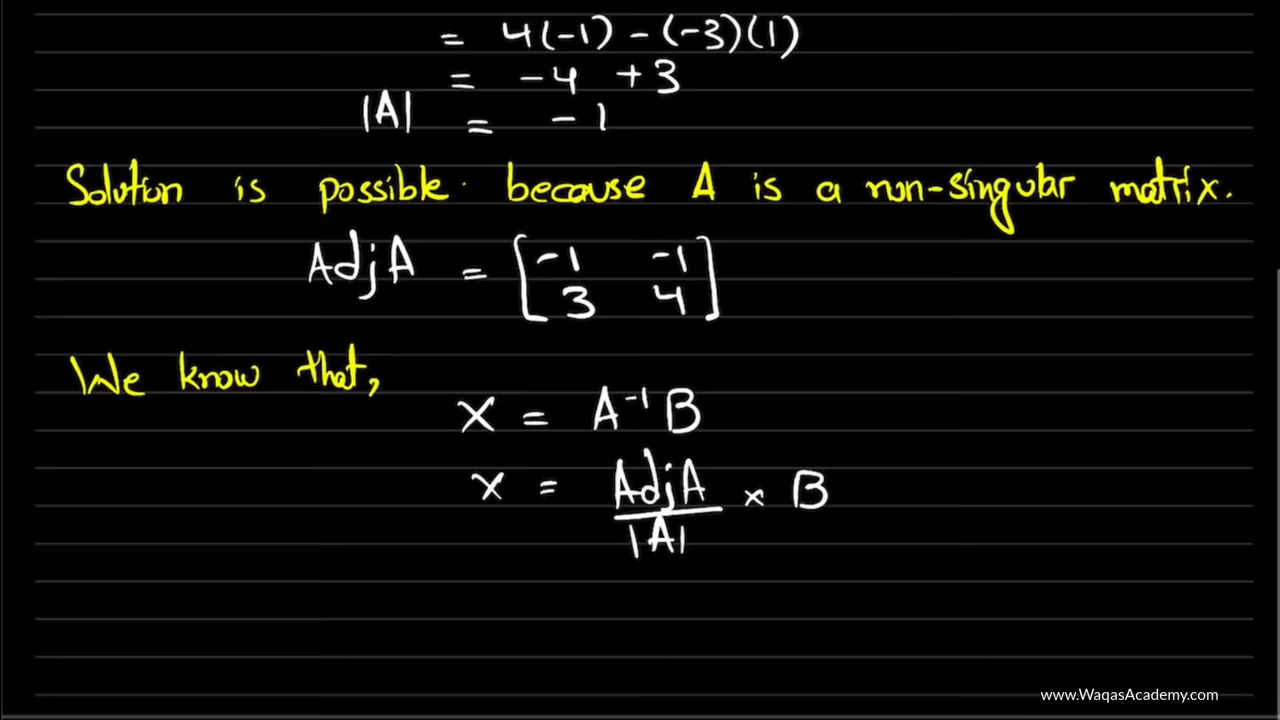 = 4(-1) - (-3)(1)
= -4 + 3
|A| = -1
Solution is possible. because A is a non-singular matrix.
AdjA = [-1 -1
3 4]
We know that,
X = A⁻¹B
X = AdjA/|A| × B
www.WaqasAcademy.com